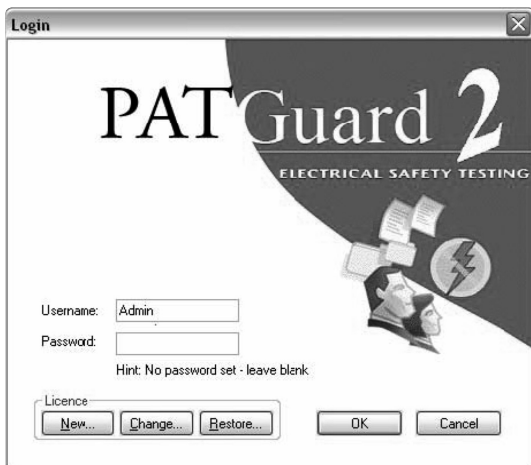 Login
PATGuard 2
ELECTRICAL SAFETY TESTING
Username: Admin
Password:
Hint: No password set - leave blank
Licence
New... Change... Restore... OK Cancel